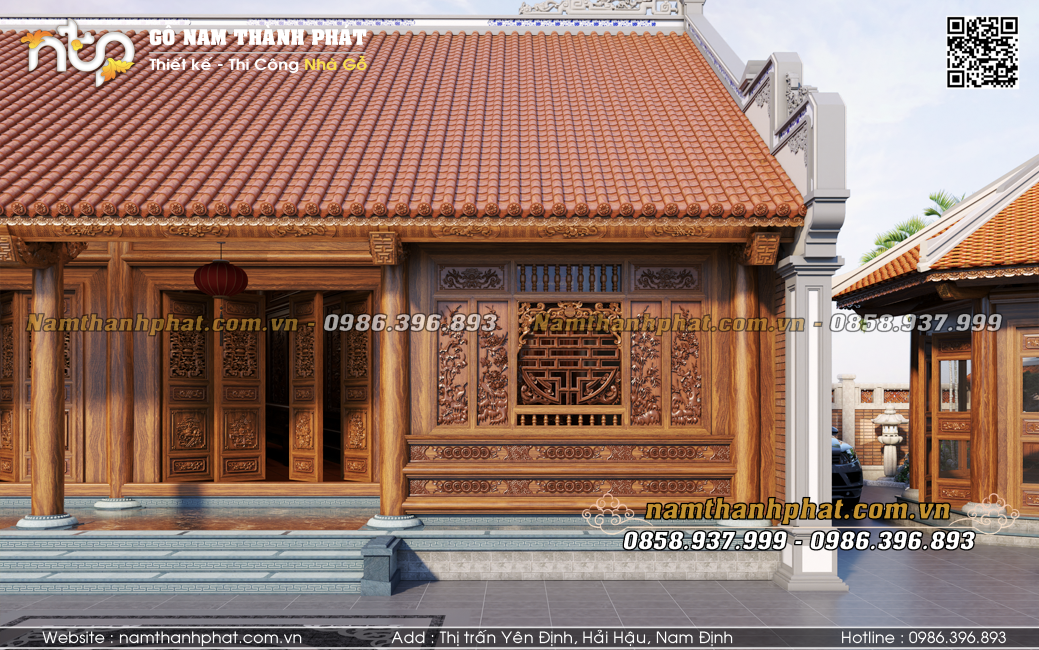 ntp GỖ NAM THÀNH PHÁT
Thiết kế - Thi Công Nhà Gỗ
Namthanhphat.com.vn - 0986.396.893 Namthanhphat.com.vn - 0858.937.999
namthanhphat.com.vn
0858.937.999 - 0986.396.893
Website : namthanhphat.com.vn Add : Thị trấn Yên Định, Hải Hậu, Nam Định Hotline : 0986.396.893